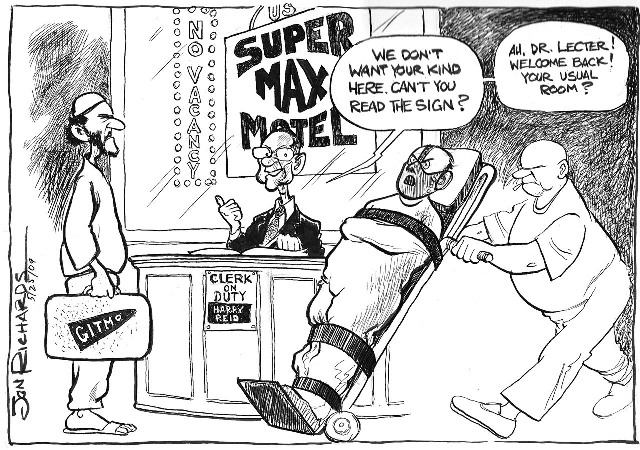 NO VACANCY
US
SUPER
MAX
MOTEL
WE DON'T
WANT YOUR KIND
HERE. CAN'T YOU
READ THE SIGN?
AH, DR. LECTER!
WELCOME BACK!
YOUR USUAL
ROOM?
CLERK
ON
DUTY
HARRY
REID
GITMO
JON RICHARDS
5/25/09